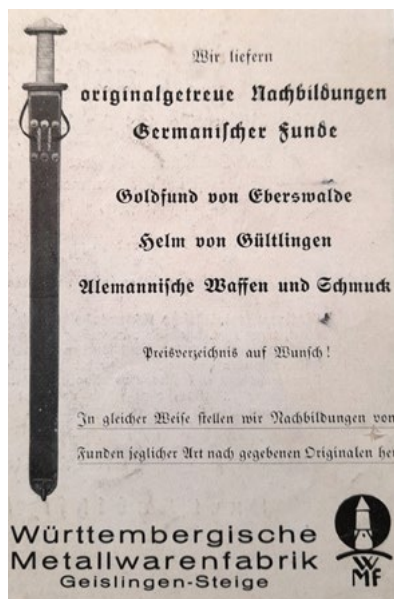 Wir liefern
originalgetreue Nachbildungen
Germanischer Funde
Goldfund von Eberswalde
Helm von Gültlingen
Alemannische Waffen und Schmuck
Preisverzeichnis auf Wunsch!
In gleicher Weise stellen wir Nachbildungen von
Funden jeglicher Art nach gegebenen Originalen her
Württembergische
Metallwarenfabrik
Geislingen-Steige
WMF